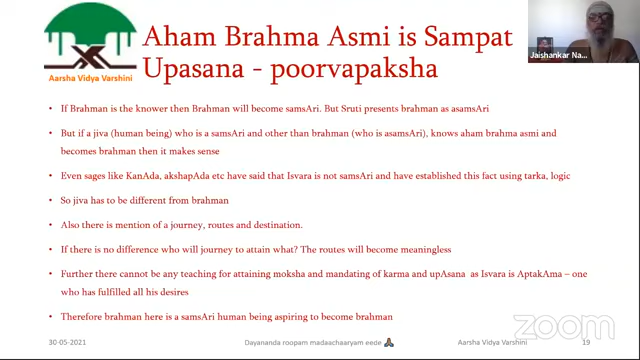 Aham Brahma Asmi is Sampat
Upasana - poorvapaksha
Aarsha Vidya Varshini
Jaishankar Na...
• If Brahman is the knower then Brahman will become samsAri. But Sruti presents brahman as asamsAri
• But if a jiva (human being) who is a samsAri and other than brahman (who is asamsAri), knows aham brahma asmi and
becomes brahman then it makes sense
• Even sages like KanAda, akshapAda etc have said that Isvara is not samsAri and have established this fact using tarka, logic
• So jiva has to be different from brahman
• Also there is mention of a journey, routes and destination.
• If there is no difference who will journey to attain what? The routes will become meaningless
• Further there cannot be any teaching for attaining moksha and mandating of karma and upAsana as Isvara is AptakAma – one
who has fulfilled all his desires
• Therefore brahman here is a samsAri human being aspiring to become brahman
zoom
30-05-2021
Dayananda roopam madaachaaryam eede 🙏🏾
Aarsha Vidya Varshini
19